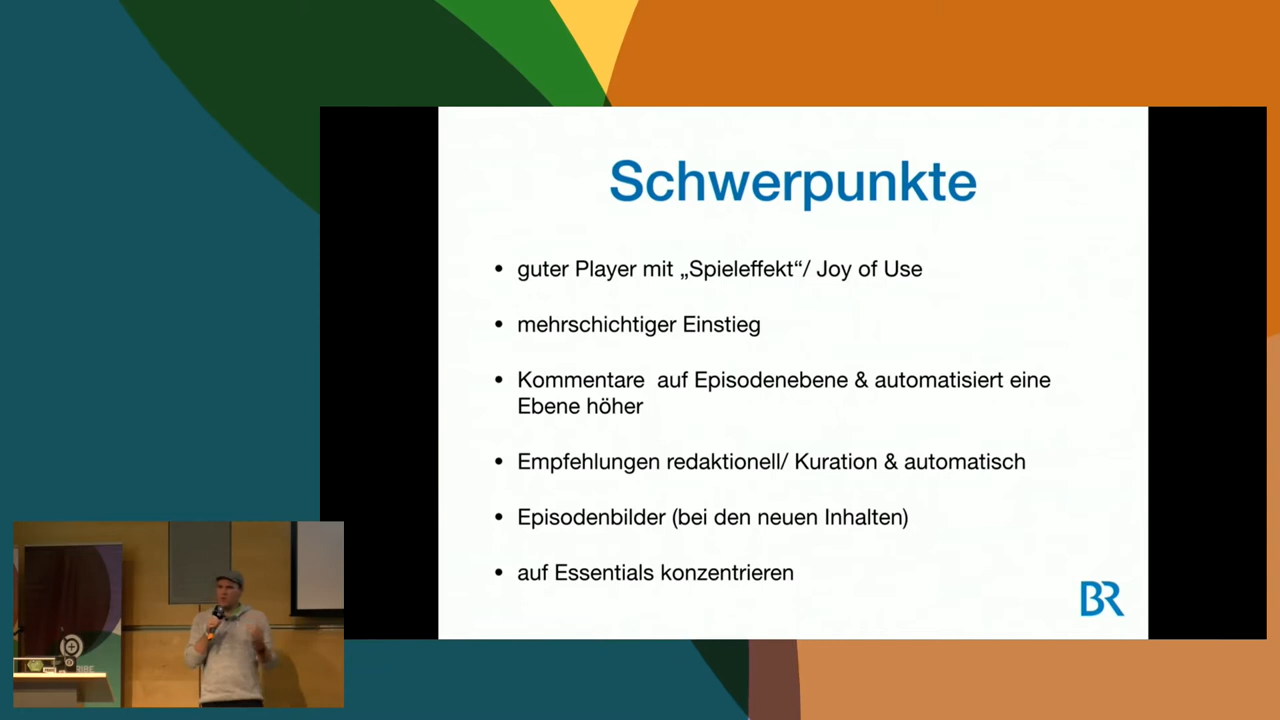 Schwerpunkte
• guter Player mit „Spieleffekt“/ Joy of Use
• mehrschichtiger Einstieg
• Kommentare  auf Episodenebene & automatisiert eine
Ebene höher
• Empfehlungen redaktionell/ Kuration & automatisch
• Episodenbilder (bei den neuen Inhalten)
• auf Essentials konzentrieren
BR